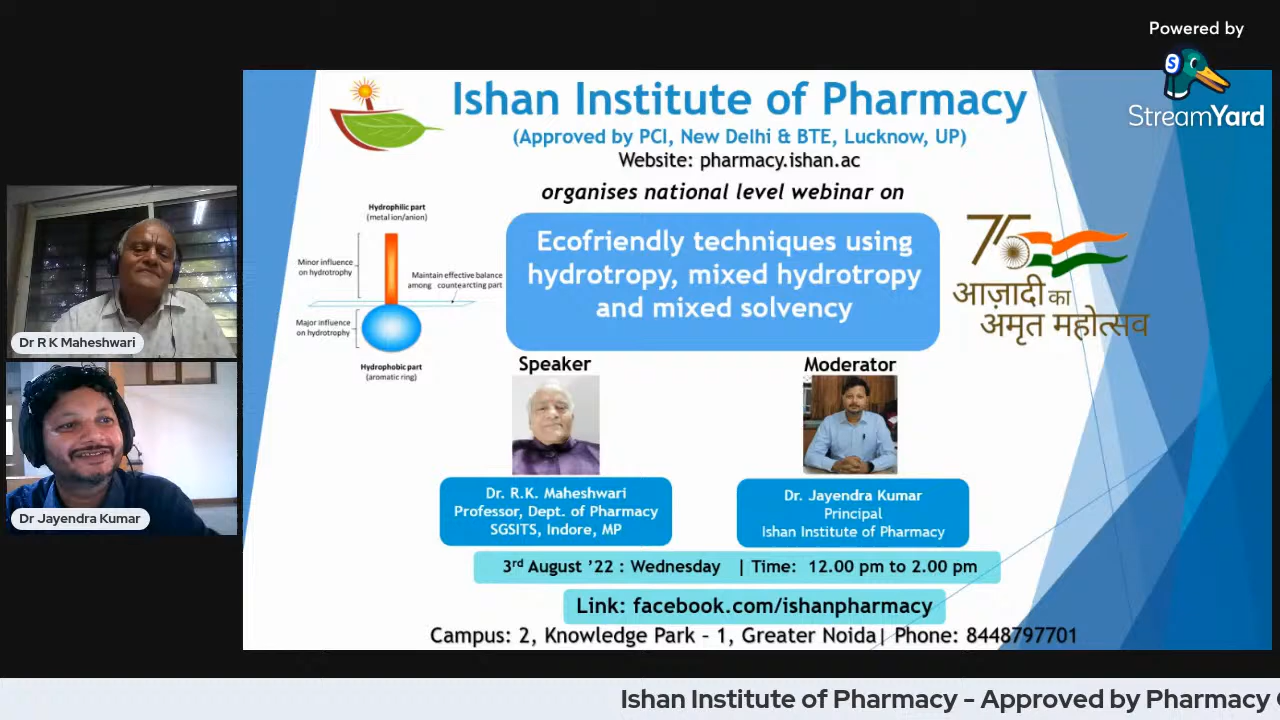 Powered by
StreamYard
Ishan Institute of Pharmacy
(Approved by PCI, New Delhi & BTE, Lucknow, UP)
Website: pharmacy.ishan.ac
organises national level webinar on
Ecofriendly techniques using
hydrotropy, mixed hydrotropy
and mixed solvency
Hydrophilic part
(metal ion/anion)
Minor influence
on hydrotrophy
Maintain effective balance
among countearcting part
Major influence
on hydrotrophy
Hydrophobic part
(aromatic ring)
75
आज़ादी का
अमृत महोत्सव
Dr R K Maheshwari
Dr Jayendra Kumar
Speaker
Dr. R.K. Maheshwari
Professor, Dept. of Pharmacy
SGSITS, Indore, MP
Moderator
Dr. Jayendra Kumar
Principal
Ishan Institute of Pharmacy
3rd August ’22 : Wednesday | Time: 12.00 pm to 2.00 pm
Link: facebook.com/ishanpharmacy
Campus: 2, Knowledge Park – 1, Greater Noida| Phone: 8448797701
Ishan Institute of Pharmacy - Approved by Pharmacy